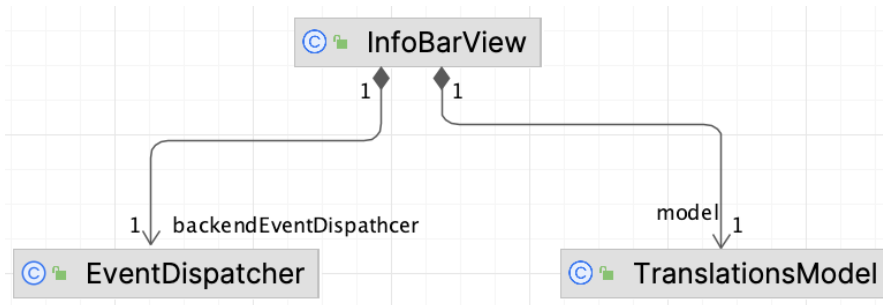 InfoBarView
1
1
1
backendEventDispathcer
model
1
EventDispatcher
TranslationsModel